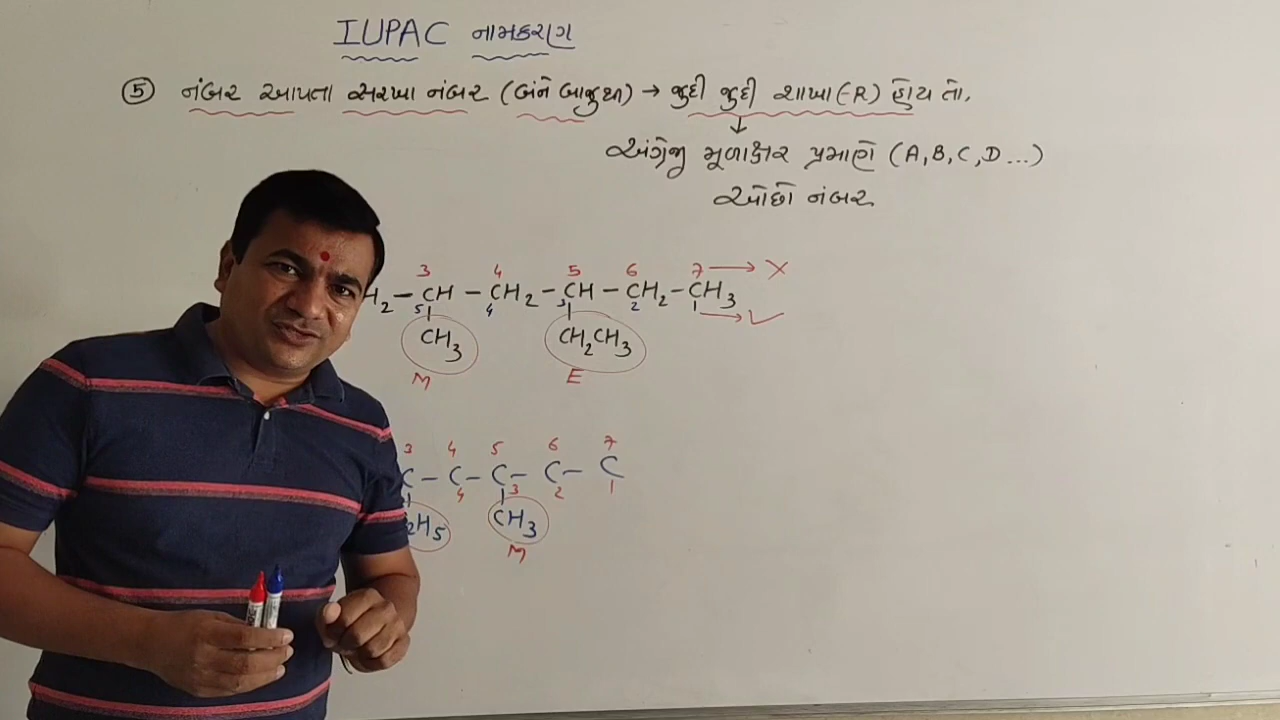 IUPAC નામકરણ
⑤ નંબર આપતા સરખા નંબર (બંને બાજુથી) → જુદી જુદી શાખા (-R) હોય તો.
↓
અંગ્રેજી મૂળાક્ષર પ્રમાણે (A, B, C, D ...)
ઓછો નંબર
3 4 5 6 7 → X
H₂ – CH – CH₂ – CH – CH₂ – CH₃
5 4 3 2 1 → ✓
CH₃ CH₂CH₃
M E
3 4 5 6 7
C – C – C – C – C
4 3 2 1
₂H₅ CH₃
M